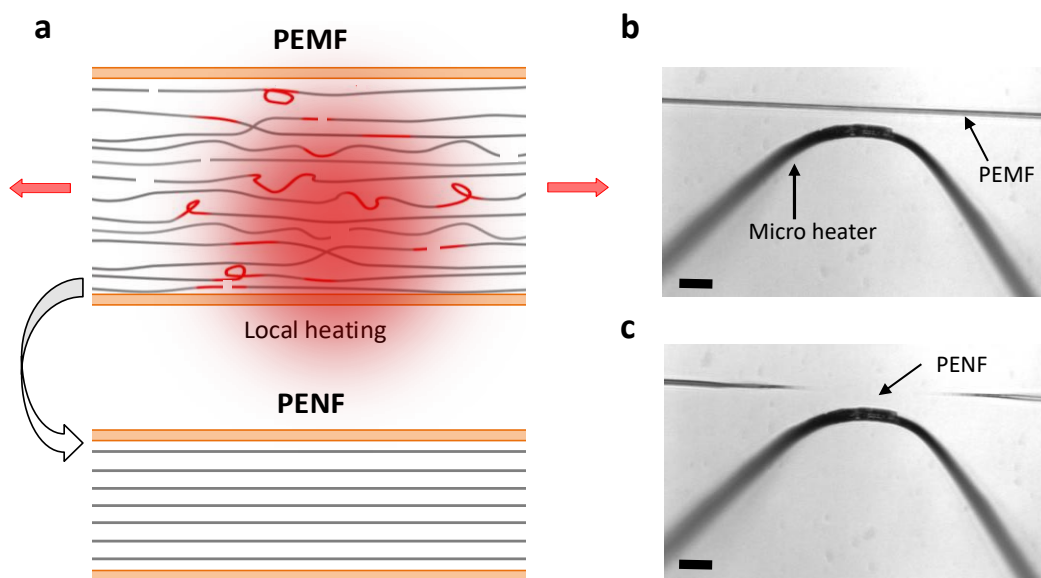 a
PEMF
Local heating
PENF
b
PEMF
Micro heater
c
PENF